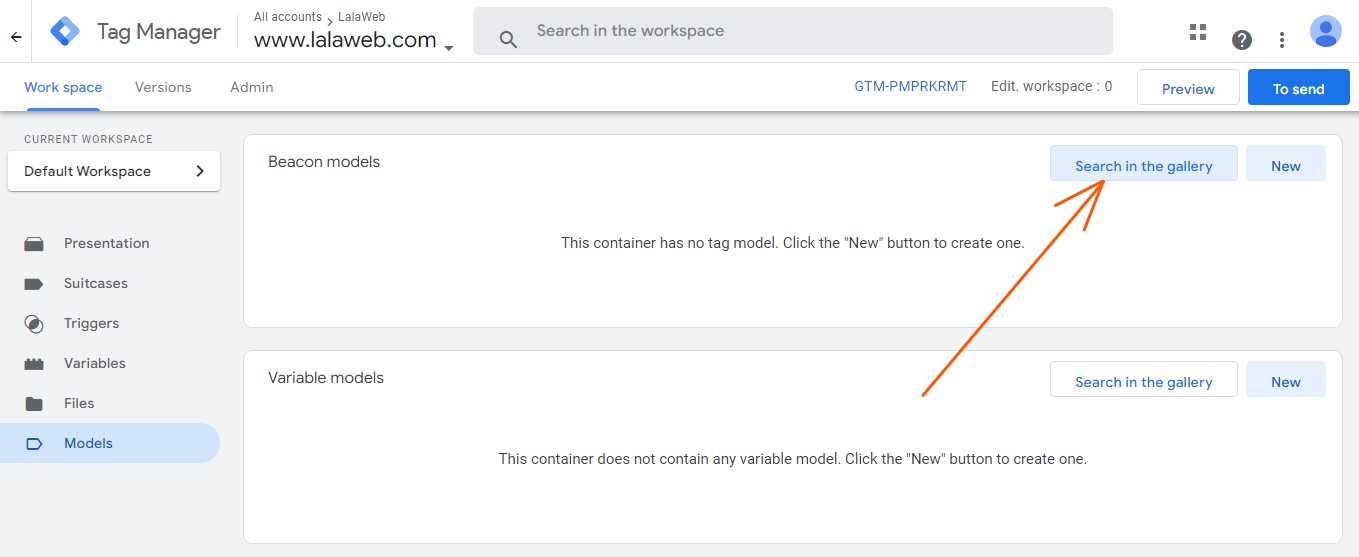 Tag Manager
All accounts > LalaWeb
www.lalaweb.com
Search in the workspace
Work space
Versions
Admin
GTM-PMPRKRMT
Edit. workspace : 0
Preview
To send
CURRENT WORKSPACE
Default Workspace
Presentation
Suitcases
Triggers
Variables
Files
Models
Beacon models
Search in the gallery
New
This container has no tag model. Click the "New" button to create one.
Variable models
Search in the gallery
New
This container does not contain any variable model. Click the "New" button to create one.